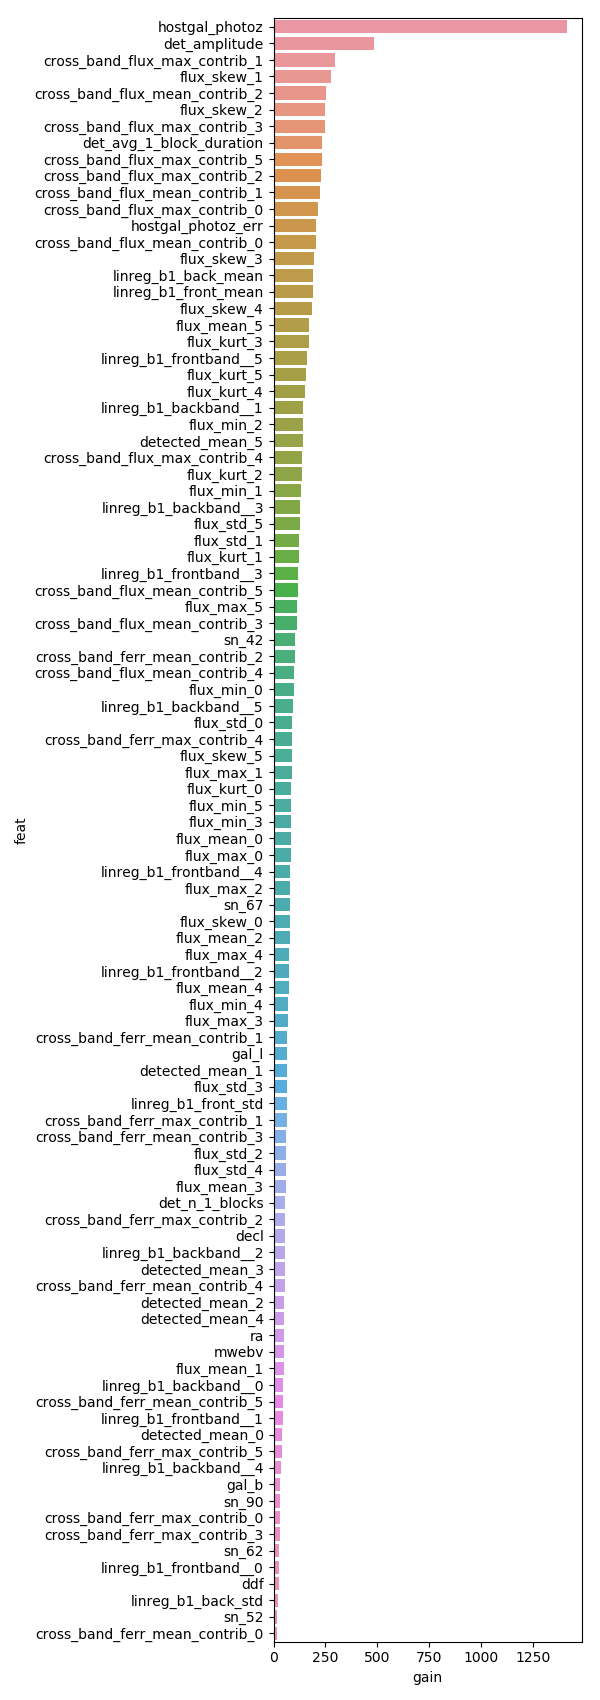 hostgal_photoz
det_amplitude
cross_band_flux_max_contrib_1
flux_skew_1
cross_band_flux_mean_contrib_2
flux_skew_2
cross_band_flux_max_contrib_3
det_avg_1_block_duration
cross_band_flux_max_contrib_5
cross_band_flux_max_contrib_2
cross_band_flux_mean_contrib_1
cross_band_flux_max_contrib_0
hostgal_photoz_err
cross_band_flux_mean_contrib_0
flux_skew_3
linreg_b1_back_mean
linreg_b1_front_mean
flux_skew_4
flux_mean_5
flux_kurt_3
linreg_b1_frontband__5
flux_kurt_5
flux_kurt_4
linreg_b1_backband__1
flux_min_2
detected_mean_5
cross_band_flux_max_contrib_4
flux_kurt_2
flux_min_1
linreg_b1_backband__3
flux_std_5
flux_std_1
flux_kurt_1
linreg_b1_frontband__3
cross_band_flux_mean_contrib_5
flux_max_5
cross_band_flux_mean_contrib_3
sn_42
cross_band_ferr_mean_contrib_2
cross_band_flux_mean_contrib_4
flux_min_0
linreg_b1_backband__5
flux_std_0
cross_band_ferr_max_contrib_4
flux_skew_5
flux_max_1
flux_kurt_0
flux_min_5
flux_min_3
flux_mean_0
flux_max_0
linreg_b1_frontband__4
flux_max_2
sn_67
flux_skew_0
flux_mean_2
flux_max_4
linreg_b1_frontband__2
flux_mean_4
flux_min_4
flux_max_3
cross_band_ferr_mean_contrib_1
gal_l
detected_mean_1
flux_std_3
linreg_b1_front_std
cross_band_ferr_max_contrib_1
cross_band_ferr_mean_contrib_3
flux_std_2
flux_std_4
flux_mean_3
det_n_1_blocks
cross_band_ferr_max_contrib_2
decl
linreg_b1_backband__2
detected_mean_3
cross_band_ferr_mean_contrib_4
detected_mean_2
detected_mean_4
ra
mwebv
flux_mean_1
linreg_b1_backband__0
cross_band_ferr_mean_contrib_5
linreg_b1_frontband__1
detected_mean_0
cross_band_ferr_max_contrib_5
linreg_b1_backband__4
gal_b
sn_90
cross_band_ferr_max_contrib_0
cross_band_ferr_max_contrib_3
sn_62
linreg_b1_frontband__0
ddf
linreg_b1_back_std
sn_52
cross_band_ferr_mean_contrib_0
feat
0 250 500 750 1000 1250
gain